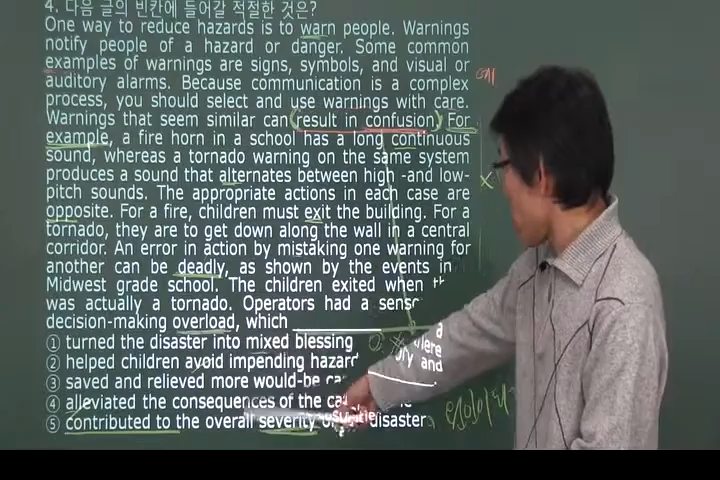 4. 다음 글의 빈칸에 들어갈 적절한 것은?
One way to reduce hazards is to warn people. Warnings
notify people of a hazard or danger. Some common
examples of warnings are signs, symbols, and visual or
auditory alarms. Because communication is a complex
process, you should select and use warnings with care.
Warnings that seem similar can (result in confusion) For
example, a fire horn in a school has a long continuous
sound, whereas a tornado warning on the same system
produces a sound that alternates between high -and low-
pitch sounds. The appropriate actions in each case are
opposite. For a fire, children must exit the building. For a
tornado, they are to get down along the wall in a central
corridor. An error in action by mistaking one warning for
another can be deadly, as shown by the events in
Midwest grade school. The children exited when
was actually a tornado. Operators had a
decision-making overload, which
① turned the disaster into mixed blessing
② helped children avoid impending
③ saved and relieved more would-be
④ alleviated the consequences of the
⑤ contributed to the overall severity disaster